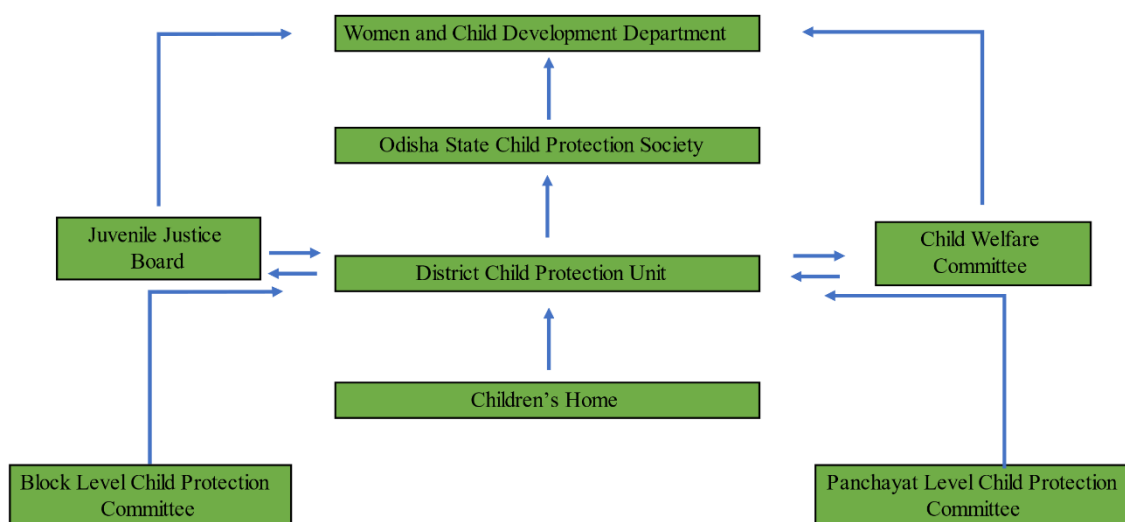 Women and Child Development Department
Odisha State Child Protection Society
Juvenile Justice
Board
Child Welfare
Committee
District Child Protection Unit
Children’s Home
Block Level Child Protection
Committee
Panchayat Level Child Protection
Committee